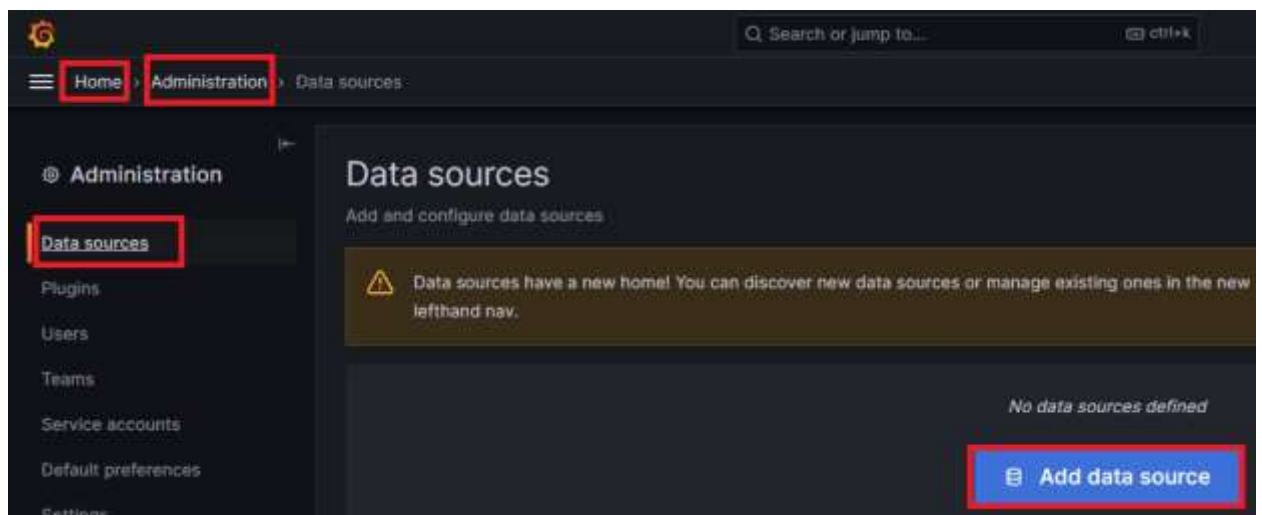 Search or jump to... ctrl+k
Home › Administration › Data sources
Administration
Data sources
Plugins
Users
Teams
Service accounts
Default preferences
Settings
Data sources
Add and configure data sources
Data sources have a new home! You can discover new data sources or manage existing ones in the new
lefthand nav.
No data sources defined
Add data source